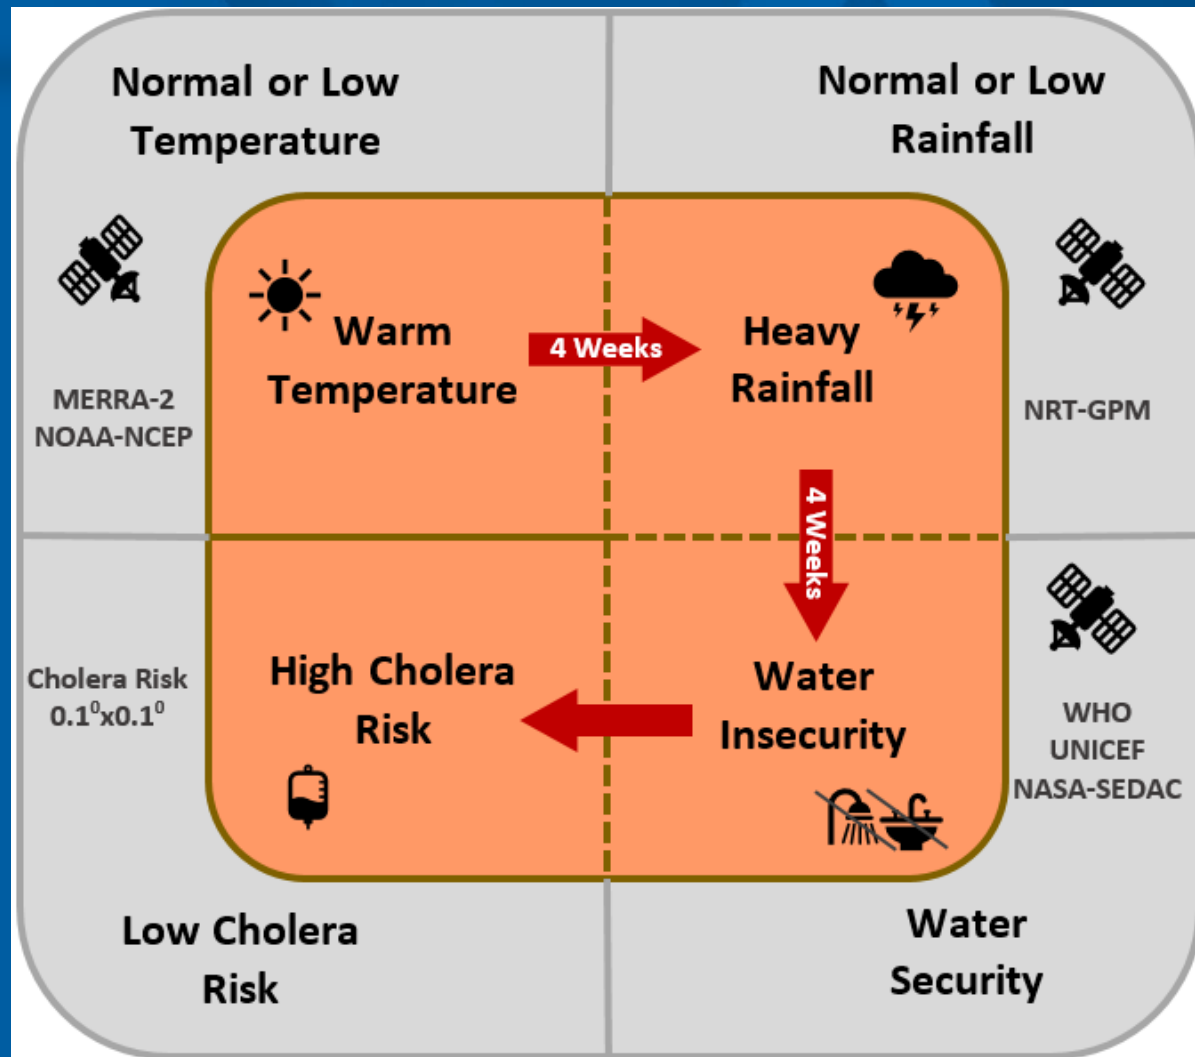 Normal or Low
Temperature
Normal or Low
Rainfall
MERRA-2
NOAA-NCEP
Warm
Temperature
4 Weeks
Heavy
Rainfall
NRT-GPM
4 Weeks
Cholera Risk
0.1⁰x0.1⁰
High Cholera
Risk
Water
Insecurity
WHO
UNICEF
NASA-SEDAC
Low Cholera
Risk
Water
Security